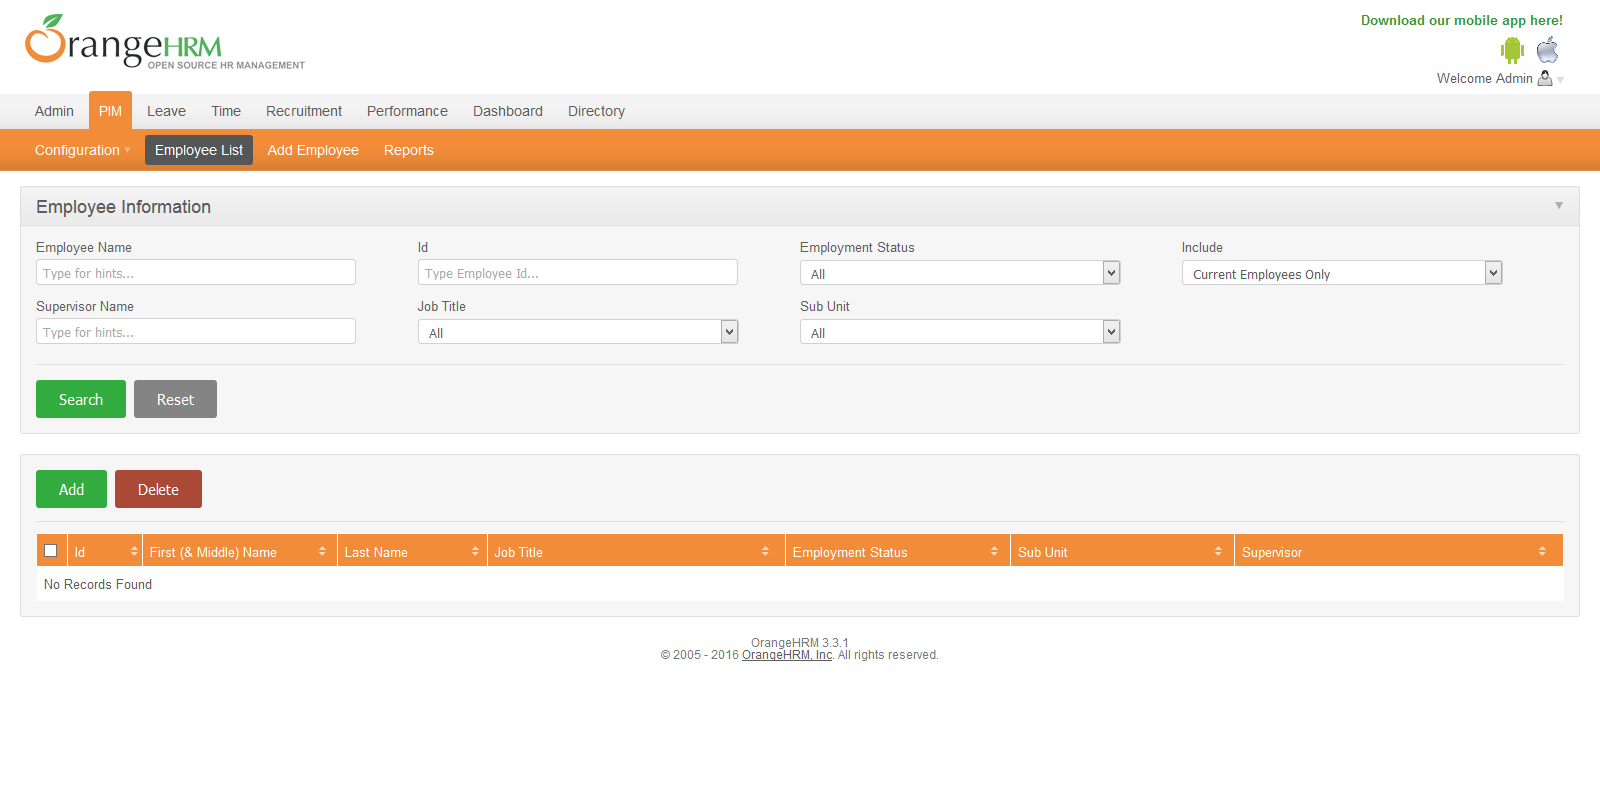 OrangeHRM
OPEN SOURCE HR MANAGEMENT
Download our mobile app here!
Welcome Admin
Admin PIM Leave Time Recruitment Performance Dashboard Directory
Configuration Employee List Add Employee Reports
Employee Information
Employee Name Id Employment Status Include
Type for hints... Type Employee Id... All Current Employees Only
Supervisor Name Job Title Sub Unit
Type for hints... All All
Search Reset
Add Delete
Id First (& Middle) Name Last Name Job Title Employment Status Sub Unit Supervisor
No Records Found
OrangeHRM 3.3.1
© 2005 - 2016 OrangeHRM, Inc. All rights reserved.